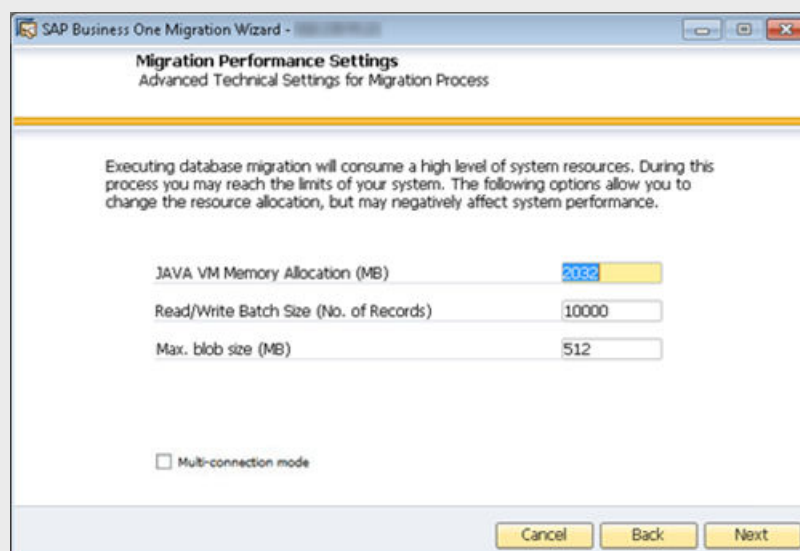 SAP Business One Migration Wizard -
Migration Performance Settings
Advanced Technical Settings for Migration Process
Executing database migration will consume a high level of system resources. During this
process you may reach the limits of your system. The following options allow you to
change the resource allocation, but may negatively affect system performance.
JAVA VM Memory Allocation (MB) 2032
Read/Write Batch Size (No. of Records) 10000
Max. blob size (MB) 512
Multi-connection mode
Cancel Back Next